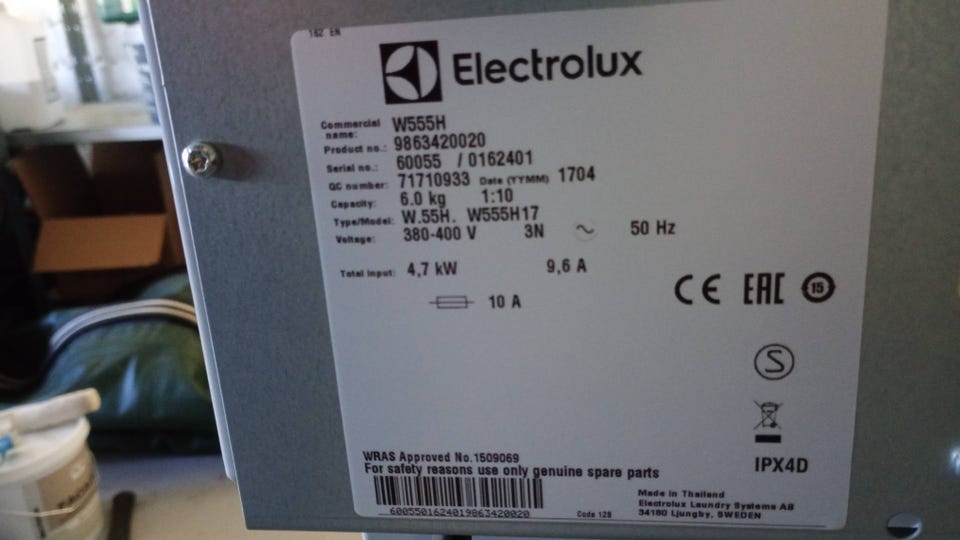 162 EN
Electrolux
Commercial name: W555H
Product no.: 9863420020
Serial no.: 60055 / 0162401
QC number: 71710933 Date (YYMM) 1704
Capacity: 6.0 kg 1:10
Type/Model: W.55H. W555H17
Voltage: 380-400 V 3N ~ 50 Hz
Total input: 4,7 kW 9,6 A
10 A
CE EAC 15
S
IPX4D
WRAS Approved No.1509069
For safety reasons use only genuine spare parts
6005501624019863420020
Code 128
Made in Thailand
Electrolux Laundry Systems AB
34180 Ljungby, SWEDEN